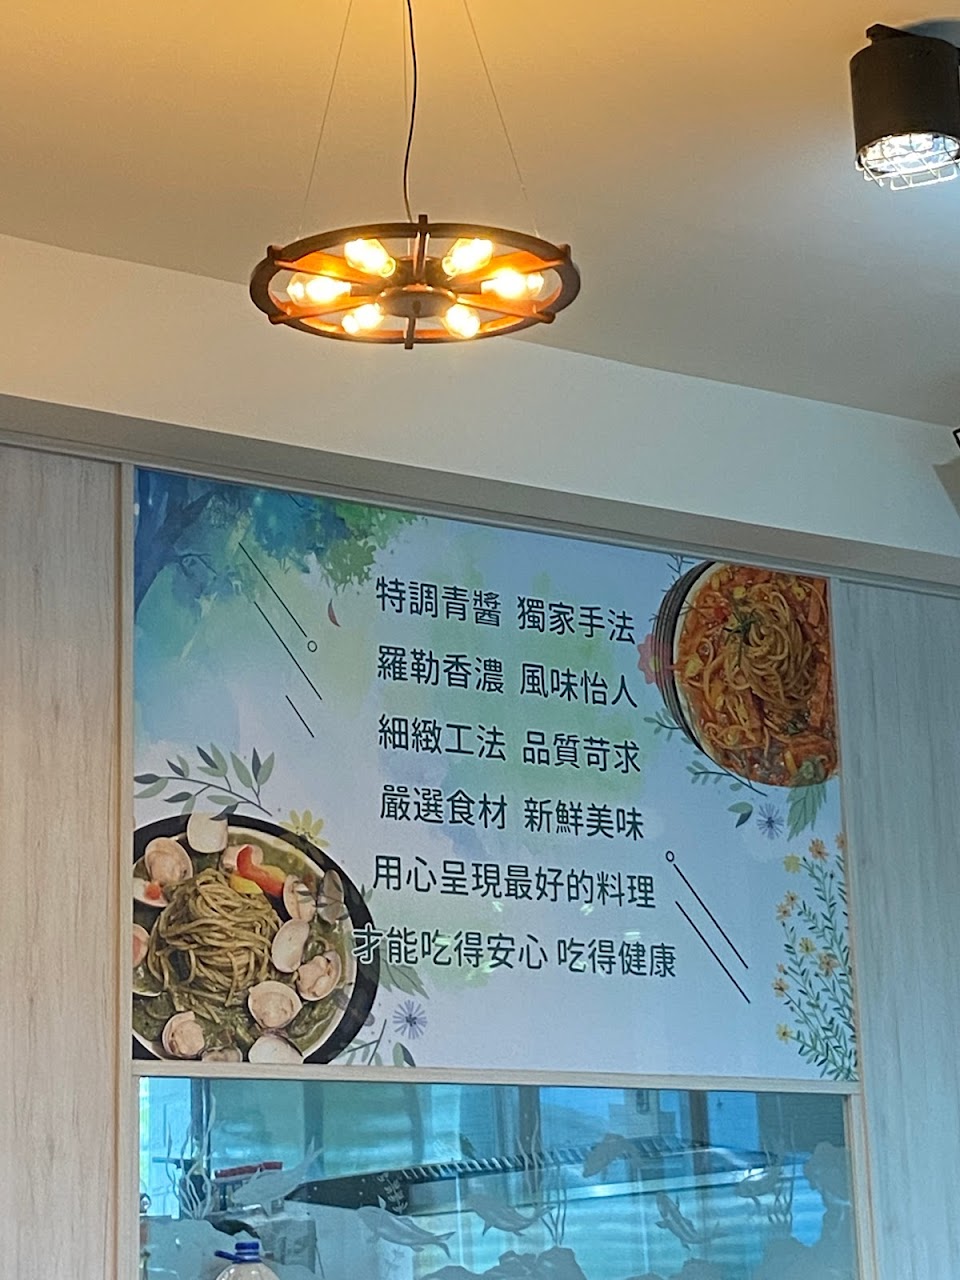 特調青醬 獨家手法
羅勒香濃 風味怡人
細緻工法 品質苛求
嚴選食材 新鮮美味
用心呈現最好的料理
才能吃得安心 吃得健康